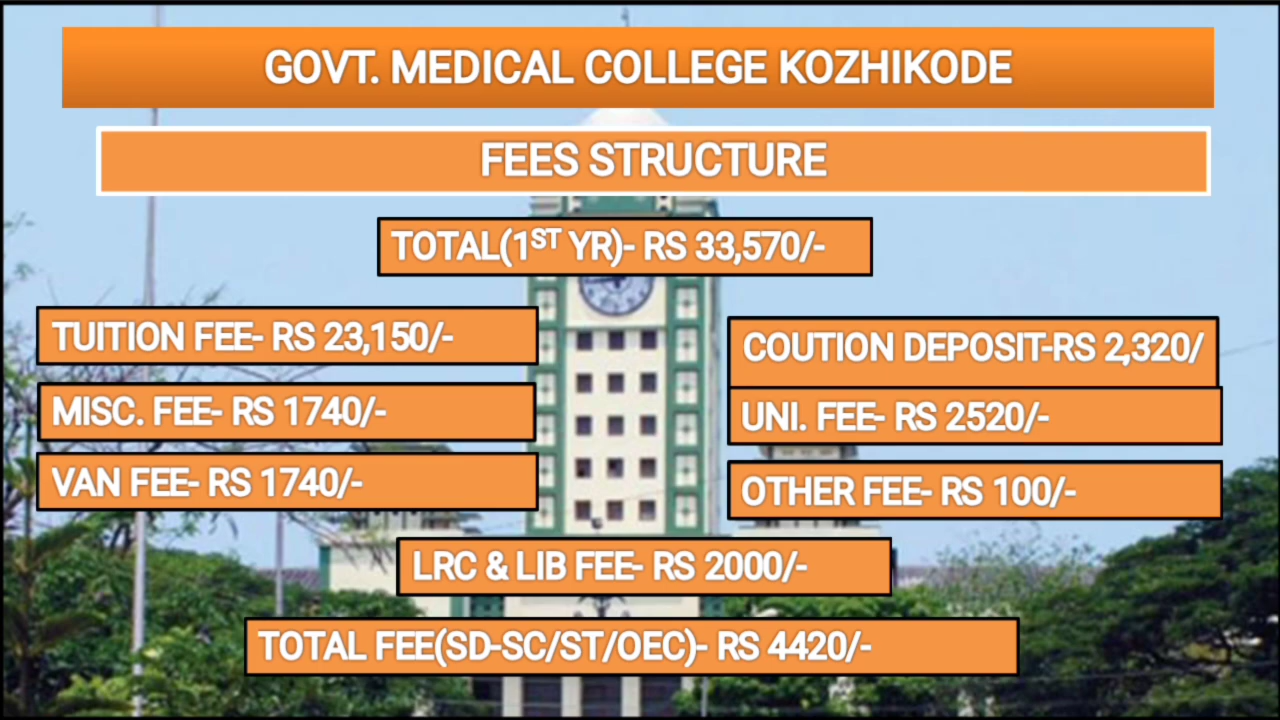 GOVT. MEDICAL COLLEGE KOZHIKODE
FEES STRUCTURE
TOTAL(1ST YR)- RS 33,570/-
TUITION FEE- RS 23,150/-
COUTION DEPOSIT-RS 2,320/
MISC. FEE- RS 1740/-
UNI. FEE- RS 2520/-
VAN FEE- RS 1740/-
OTHER FEE- RS 100/-
LRC & LIB FEE- RS 2000/-
TOTAL FEE(SD-SC/ST/OEC)- RS 4420/-